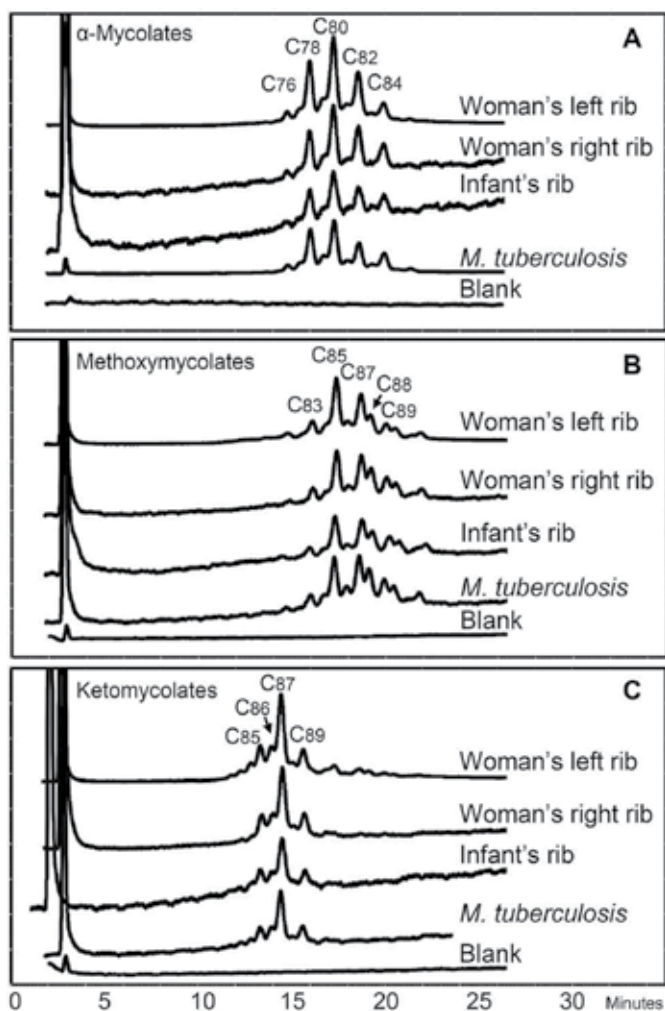 α-Mycolates
A
C76
C78
C80
C82
C84
Woman's left rib
Woman's right rib
Infant's rib
M. tuberculosis
Blank
Methoxymycolates
B
C83
C85
C87
C88
C89
Woman's left rib
Woman's right rib
Infant's rib
M. tuberculosis
Blank
Ketomycolates
C
C85
C86
C87
C89
Woman's left rib
Woman's right rib
Infant's rib
M. tuberculosis
Blank
0 5 10 15 20 25 30 Minutes